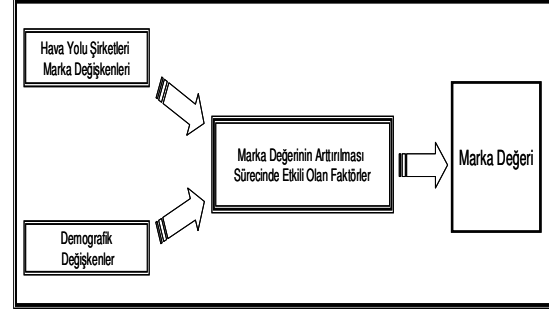 Hava Yolu Şirketleri
Marka Değişkenleri
Marka Değerinin Arttırılması
Sürecinde Etkili Olan Faktörler
Marka Değeri
Demografik
Değişkenler